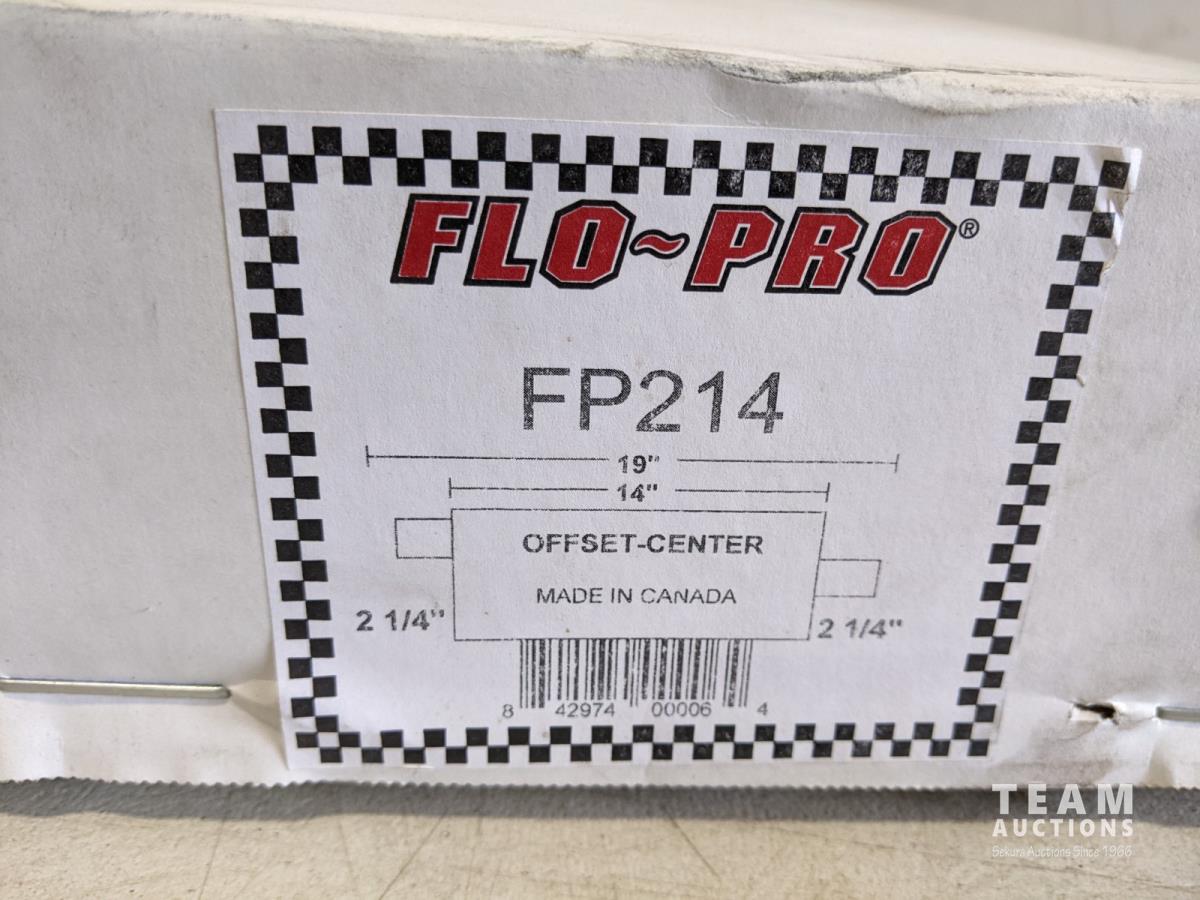 FLO~PRO®
FP214
19"
14"
OFFSET-CENTER
MADE IN CANADA
2 1/4" 2 1/4"
8 42974 00006 4
TEAM
AUCTIONS
Sekura Auctions Since 1966